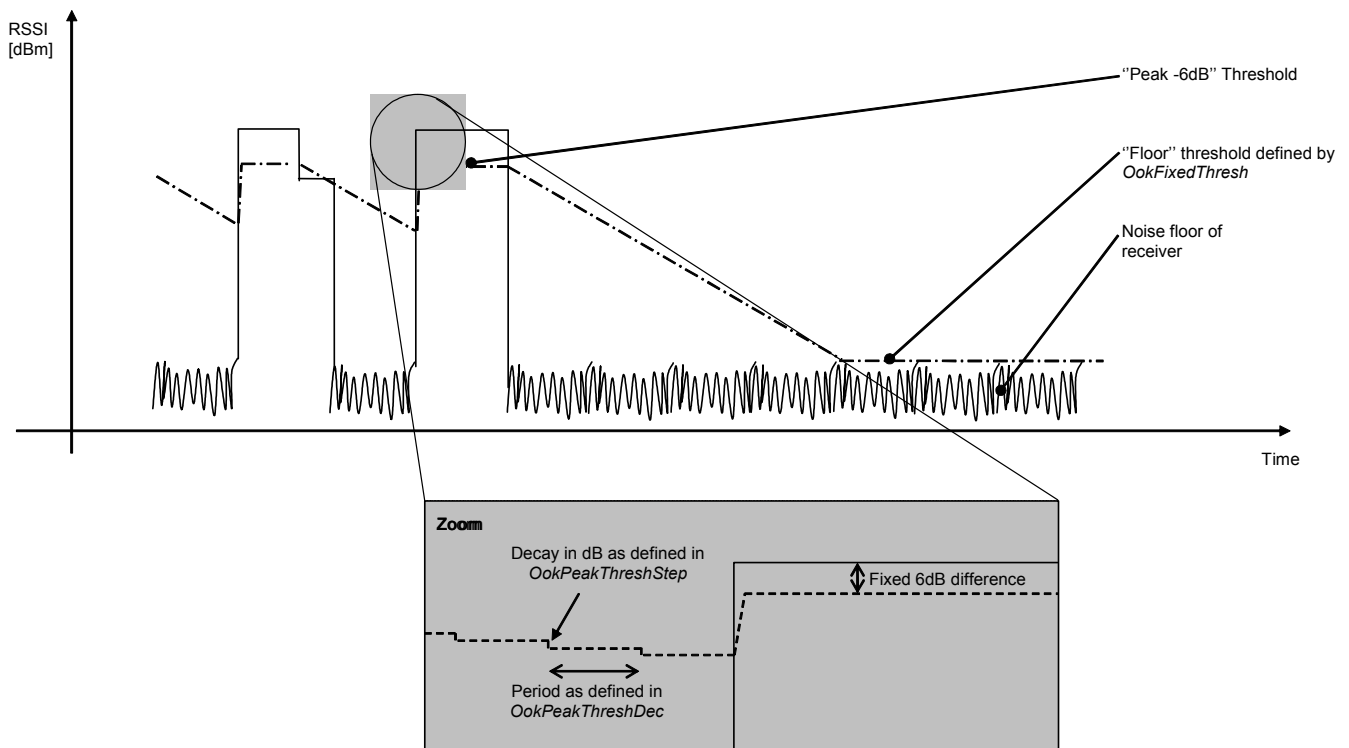 RSSI
[dBm]
‘’Peak -6dB’’ Threshold
‘’Floor’’ threshold defined by
OokFixedThresh
Noise floor of
receiver
Time
Zoom
Decay in dB as defined in
OokPeakThreshStep
Fixed 6dB difference
Period as defined in
OokPeakThreshDec